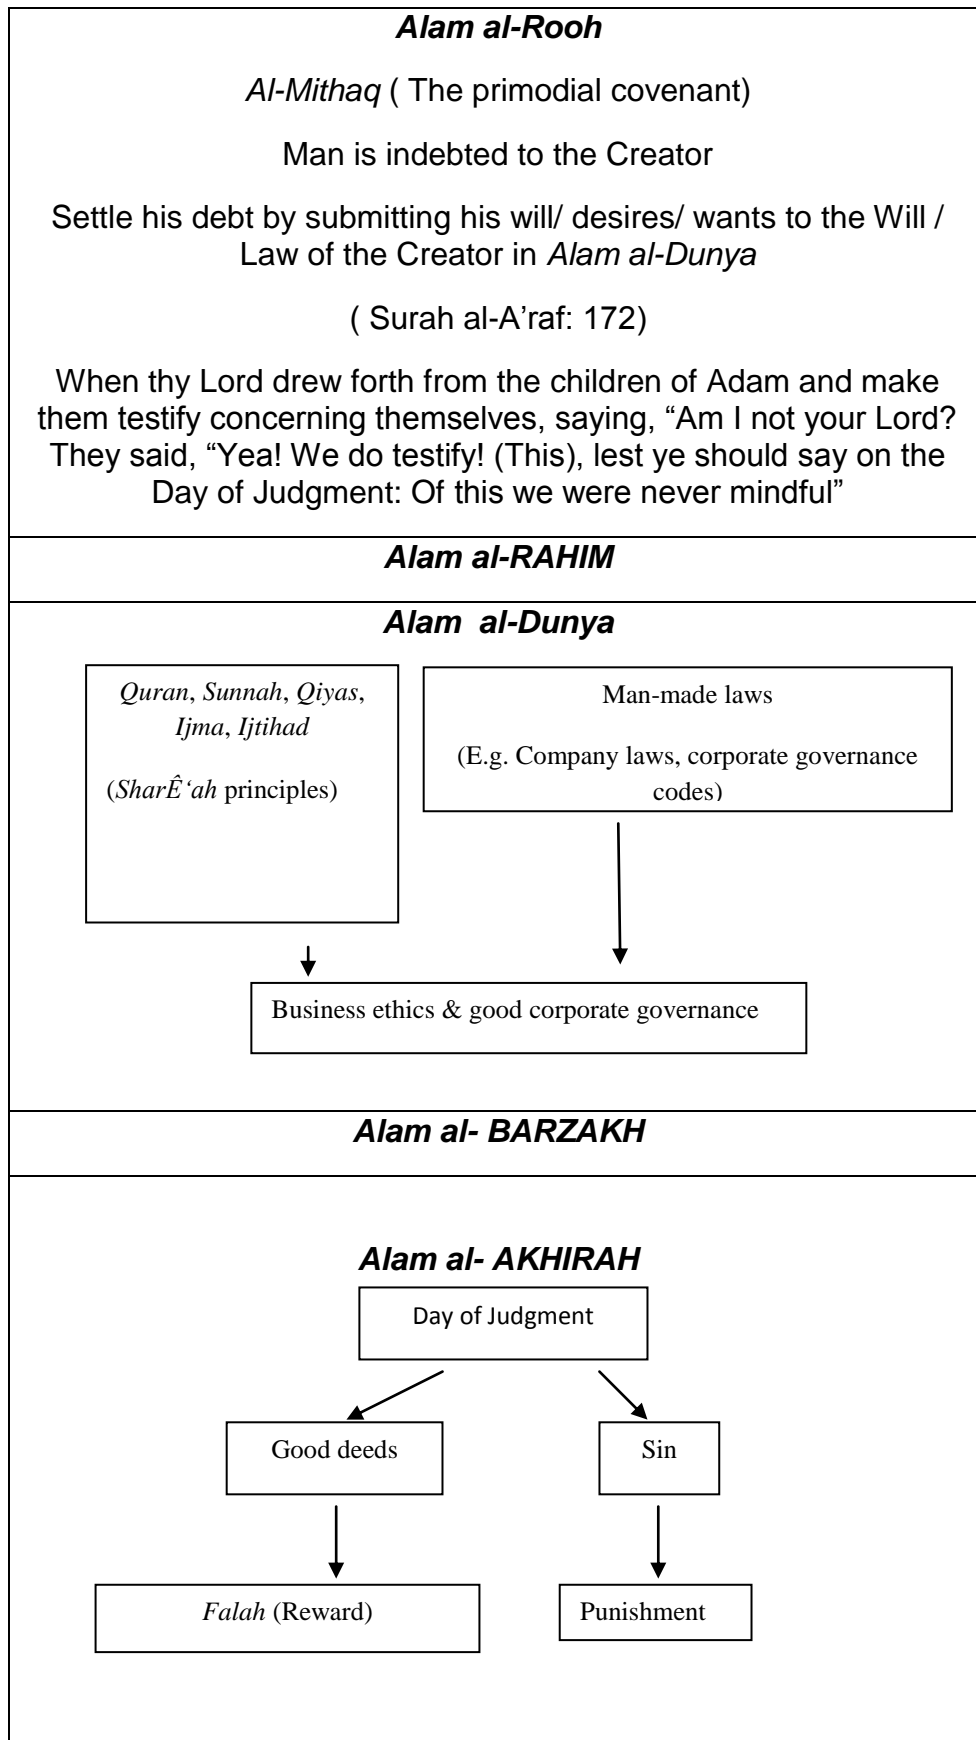 Alam al-Rooh
Al-Mithaq ( The primodial covenant)
Man is indebted to the Creator
Settle his debt by submitting his will/ desires/ wants to the Will /
Law of the Creator in Alam al-Dunya
( Surah al-A’raf: 172)
When thy Lord drew forth from the children of Adam and make
them testify concerning themselves, saying, “Am I not your Lord?
They said, “Yea! We do testify! (This), lest ye should say on the
Day of Judgment: Of this we were never mindful”
Alam al-RAHIM
Alam al-Dunya
Quran, Sunnah, Qiyas,
Ijma, Ijtihad
(SharÊ‘ah principles)
Man-made laws
(E.g. Company laws, corporate governance
codes)
Business ethics & good corporate governance
Alam al- BARZAKH
Alam al- AKHIRAH
Day of Judgment
Good deeds
Sin
Falah (Reward)
Punishment